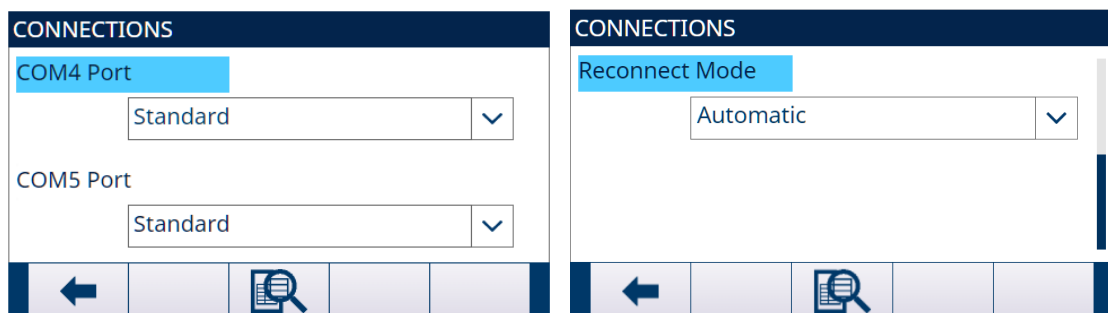 CONNECTIONS
COM4 Port
Standard
COM5 Port
Standard
CONNECTIONS
Reconnect Mode
Automatic